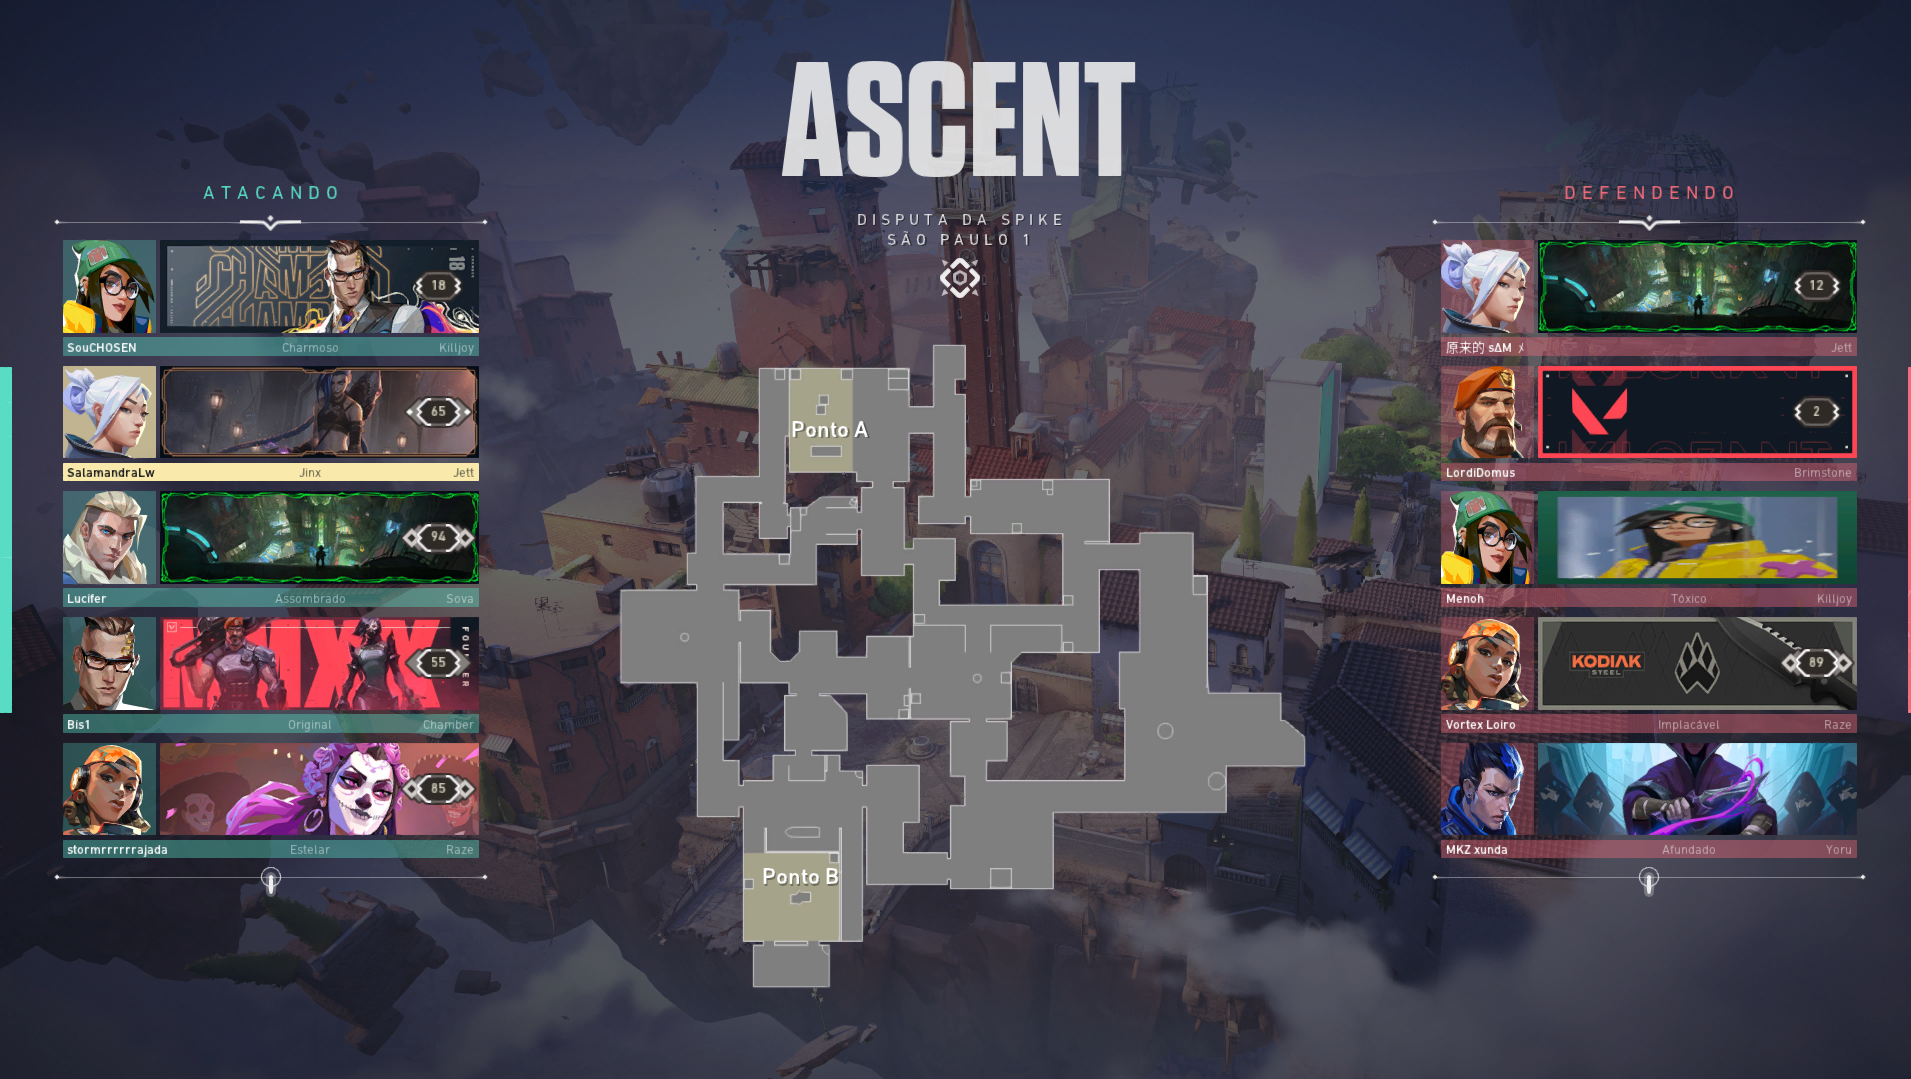 ASCENT
DISPUTA DA SPIKE
SÃO PAULO 1
ATACANDO
18
SouCHOSEN Charmoso Killjoy
65
SalamandraLw Jinx Jett
94
Lucifer Assombrado Sova
55
Bis1 Original Chamber
85
stormrrrrrrajada Estelar Raze
Ponto A
Ponto B
DEFENDENDO
12
原来的 s∆M Jett
2
LordiDomus Brimstone
Menoh Tóxico Killjoy
KODIAK
STEEL
89
Vortex Loiro Implacável Raze
MKZ xunda Afundado Yoru